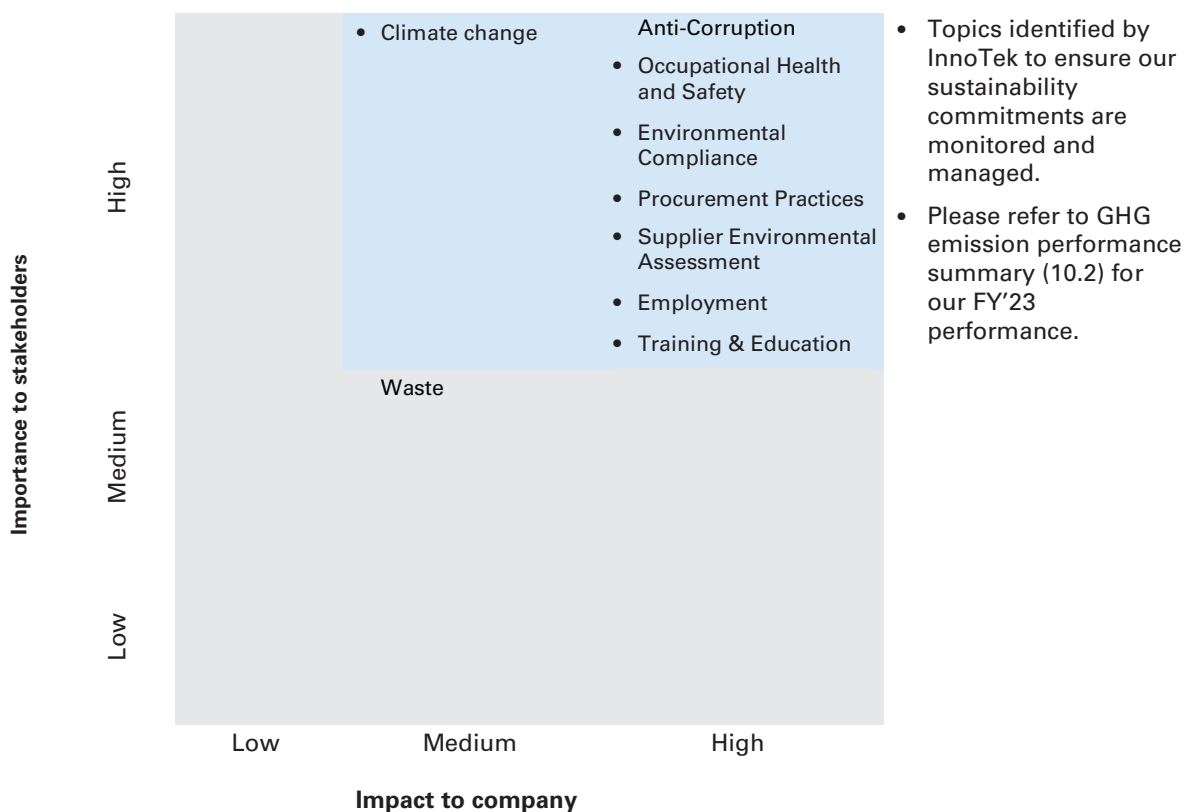 Importance to stakeholders
High
Medium
Low
• Climate change
Anti-Corruption
• Occupational Health
and Safety
• Environmental
Compliance
• Procurement Practices
• Supplier Environmental
Assessment
• Employment
• Training & Education
Waste
Low
Medium
High
Impact to company
• Topics identified by
InnoTek to ensure our
sustainability
commitments are
monitored and
managed.
• Please refer to GHG
emission performance
summary (10.2) for
our FY’23
performance.